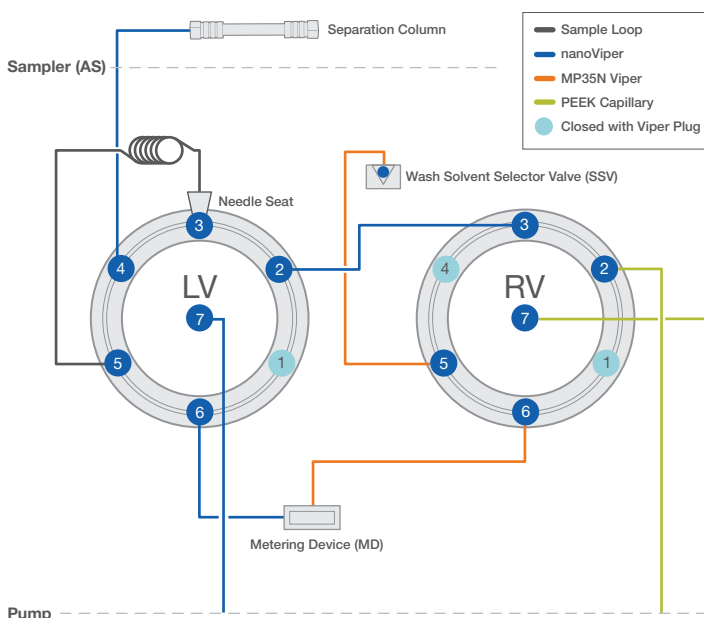 Separation Column
Sample Loop
nanoViper
MP35N Viper
PEEK Capillary
Closed with Viper Plug
Sampler (AS)
Wash Solvent Selector Valve (SSV)
Needle Seat
3
3
4
2
4
2
LV
RV
7
7
5
1
5
1
6
6
Metering Device (MD)
Pump